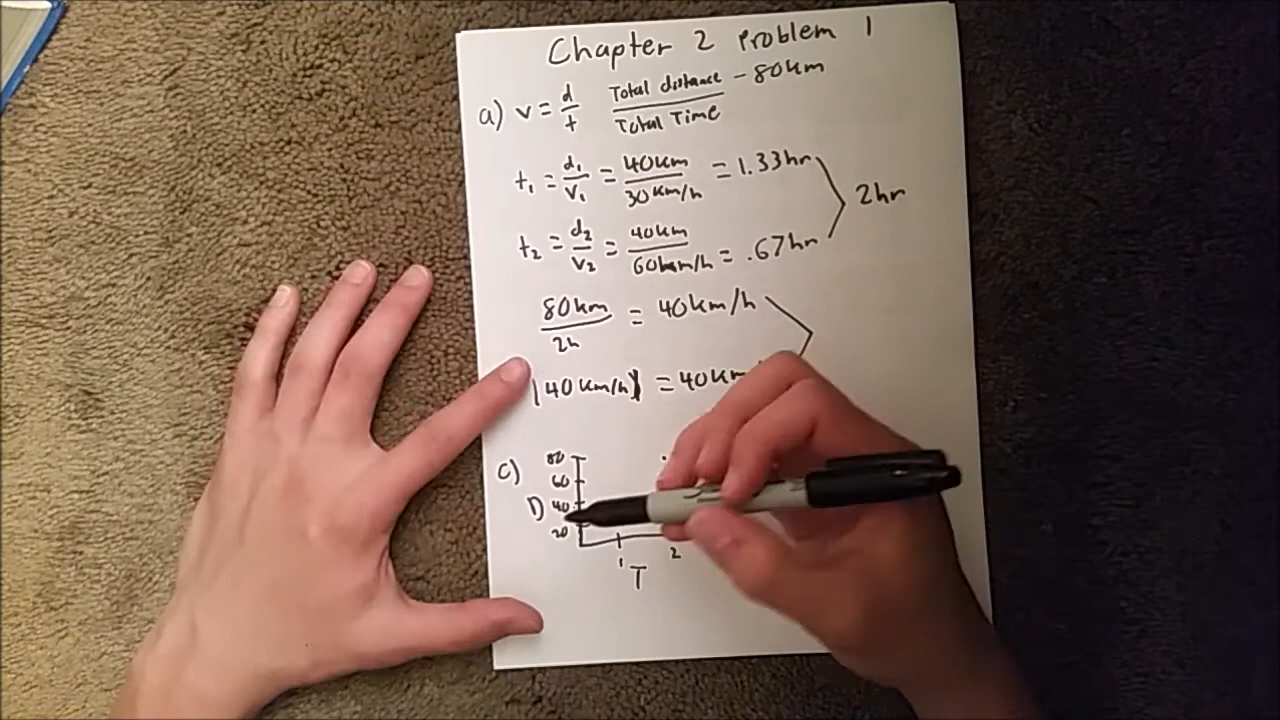 Chapter 2 Problem 1
a) v = d/t Total distance/Total Time - 80km
t₁ = d₁/v₁ = 40km/30km/h = 1.33hr
2hr
t₂ = d₂/v₂ = 40km/60km/h = .67hr
80km/2h = 40km/h
|40km/h| = 40km
C)
80
60
D 40
20
1 2
T